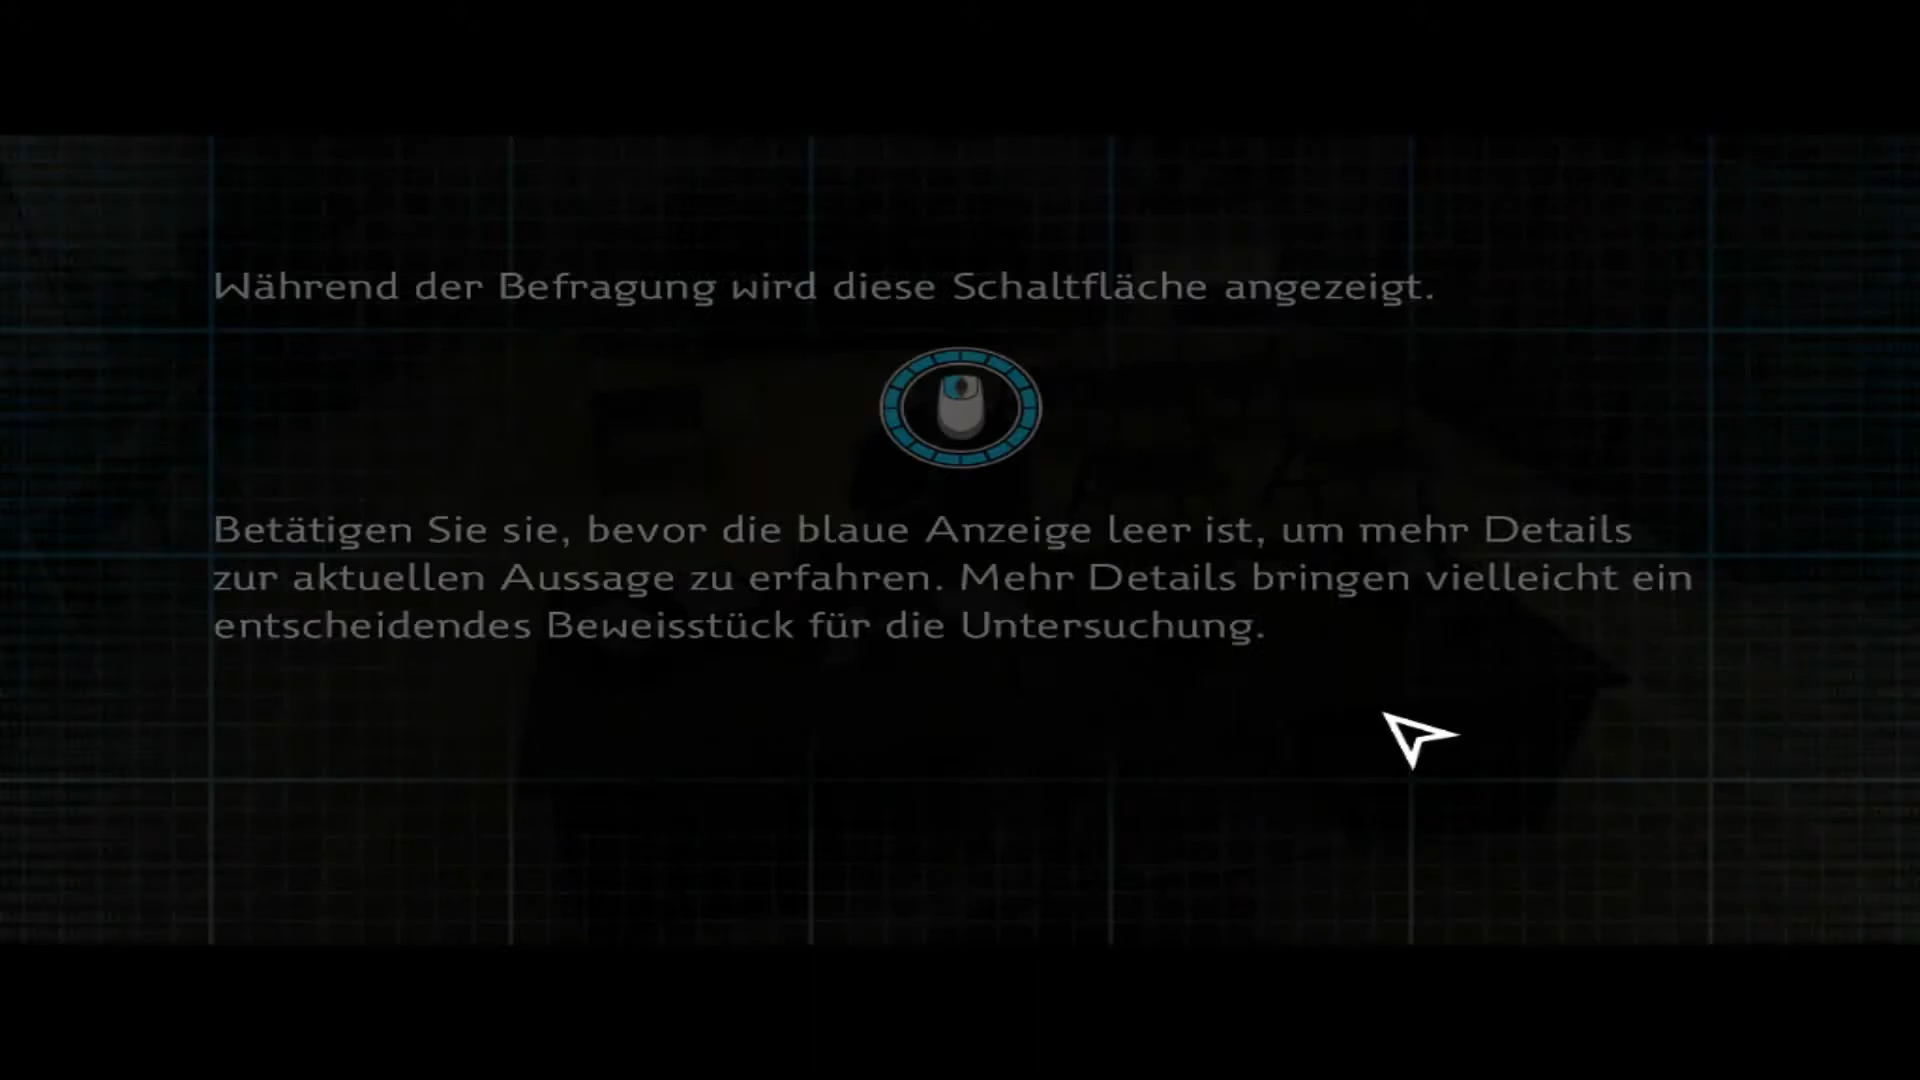 Während der Befragung wird diese Schaltfläche angezeigt.
Betätigen Sie sie, bevor die blaue Anzeige leer ist, um mehr Details
zur aktuellen Aussage zu erfahren. Mehr Details bringen vielleicht ein
entscheidendes Beweisstück für die Untersuchung.